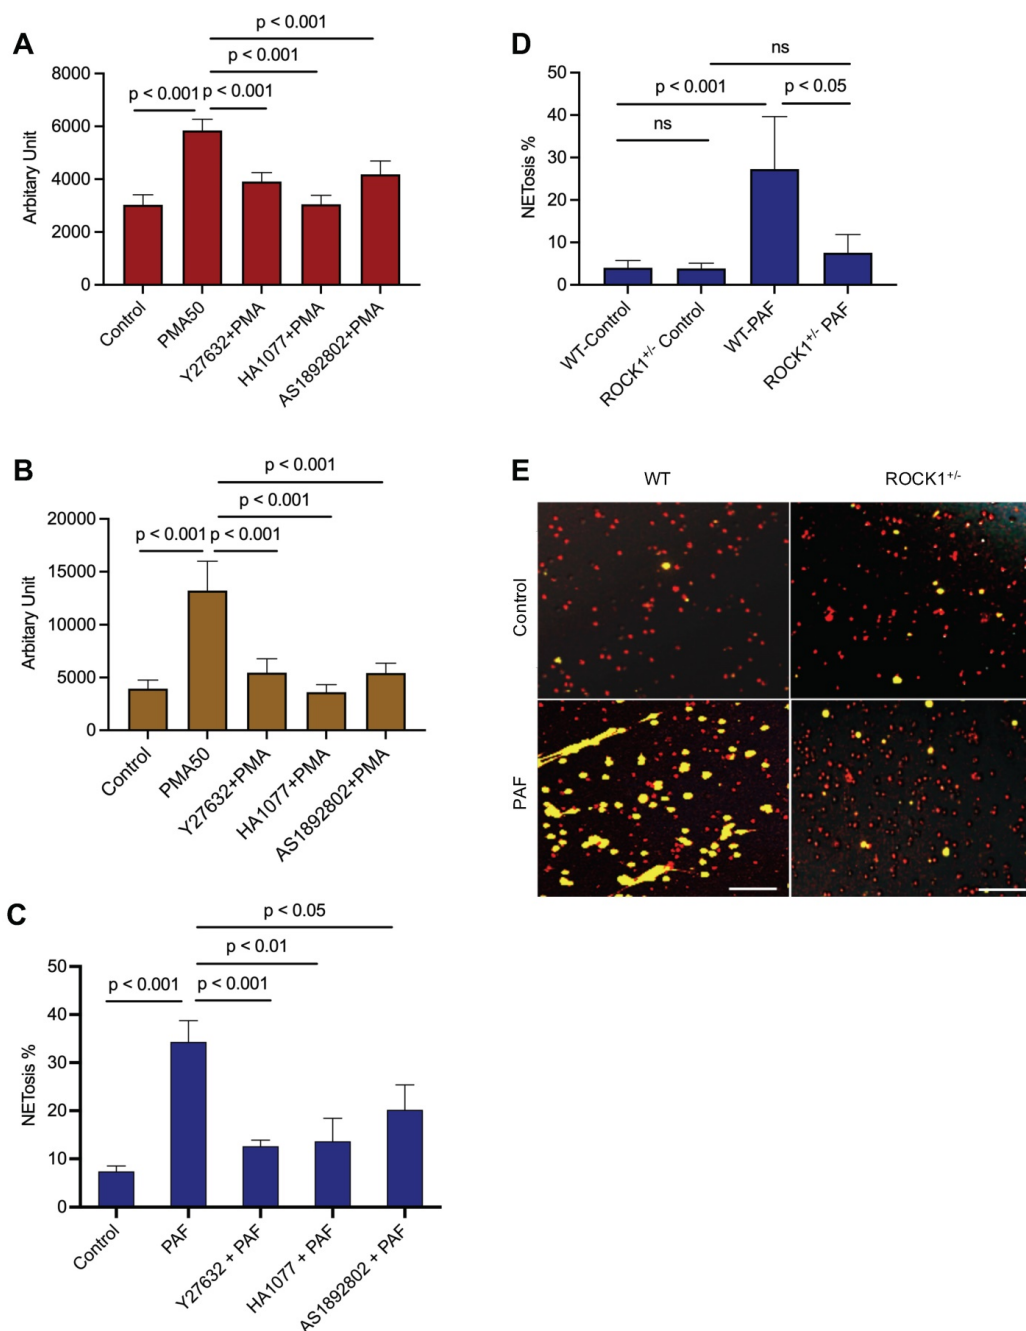 A
p < 0.001
p < 0.001
p < 0.001 p < 0.001
8000
6000
4000
2000
0
Arbitary Unit
Control
PMA50
Y27632+PMA
HA1077+PMA
AS1892802+PMA
B
p < 0.001
p < 0.001
p < 0.001 p < 0.001
20000
15000
10000
5000
0
Arbitary Unit
Control
PMA50
Y27632+PMA
HA1077+PMA
AS1892802+PMA
C
p < 0.05
p < 0.01
p < 0.001 p < 0.001
50
40
30
20
10
0
NETosis %
Control
PAF
Y27632 + PAF
HA1077 + PAF
AS1892802 + PAF
D
ns
p < 0.001 p < 0.05
ns
50
40
30
20
10
0
NETosis %
WT-Control
ROCK1+/- Control
WT-PAF
ROCK1+/- PAF
E
WT ROCK1+/-
Control
PAF